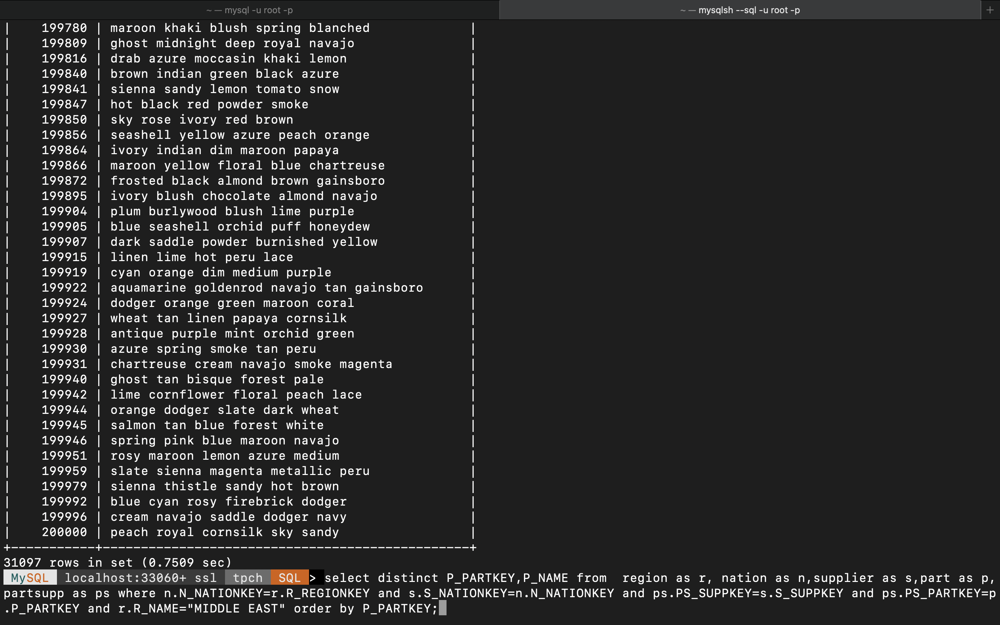 ~ — mysql -u root -p
~ — mysqlsh --sql -u root -p +
| 199780 | maroon khaki blush spring blanched |
| 199809 | ghost midnight deep royal navajo |
| 199816 | drab azure moccasin khaki lemon |
| 199840 | brown indian green black azure |
| 199841 | sienna sandy lemon tomato snow |
| 199847 | hot black red powder smoke |
| 199850 | sky rose ivory red brown |
| 199856 | seashell yellow azure peach orange |
| 199864 | ivory indian dim maroon papaya |
| 199866 | maroon yellow floral blue chartreuse |
| 199872 | frosted black almond brown gainsboro |
| 199895 | ivory blush chocolate almond navajo |
| 199904 | plum burlywood blush lime purple |
| 199905 | blue seashell orchid puff honeydew |
| 199907 | dark saddle powder burnished yellow |
| 199915 | linen lime hot peru lace |
| 199919 | cyan orange dim medium purple |
| 199922 | aquamarine goldenrod navajo tan gainsboro |
| 199924 | dodger orange green maroon coral |
| 199927 | wheat tan linen papaya cornsilk |
| 199928 | antique purple mint orchid green |
| 199930 | azure spring smoke tan peru |
| 199931 | chartreuse cream navajo smoke magenta |
| 199940 | ghost tan bisque forest pale |
| 199942 | lime cornflower floral peach lace |
| 199944 | orange dodger slate dark wheat |
| 199945 | salmon tan blue forest white |
| 199946 | spring pink blue maroon navajo |
| 199951 | rosy maroon lemon azure medium |
| 199959 | slate sienna magenta metallic peru |
| 199979 | sienna thistle sandy hot brown |
| 199992 | blue cyan rosy firebrick dodger |
| 199996 | cream navajo saddle dodger navy |
| 200000 | peach royal cornsilk sky sandy |
+-----------+------------------------------------------------+
31097 rows in set (0.7509 sec)
MySQL localhost:33060+ ssl tpch SQL > select distinct P_PARTKEY,P_NAME from  region as r, nation as n,supplier as s,part as p,
partsupp as ps where n.N_NATIONKEY=r.R_REGIONKEY and s.S_NATIONKEY=n.N_NATIONKEY and ps.PS_SUPPKEY=s.S_SUPPKEY and ps.PS_PARTKEY=p
.P_PARTKEY and r.R_NAME="MIDDLE EAST" order by P_PARTKEY;